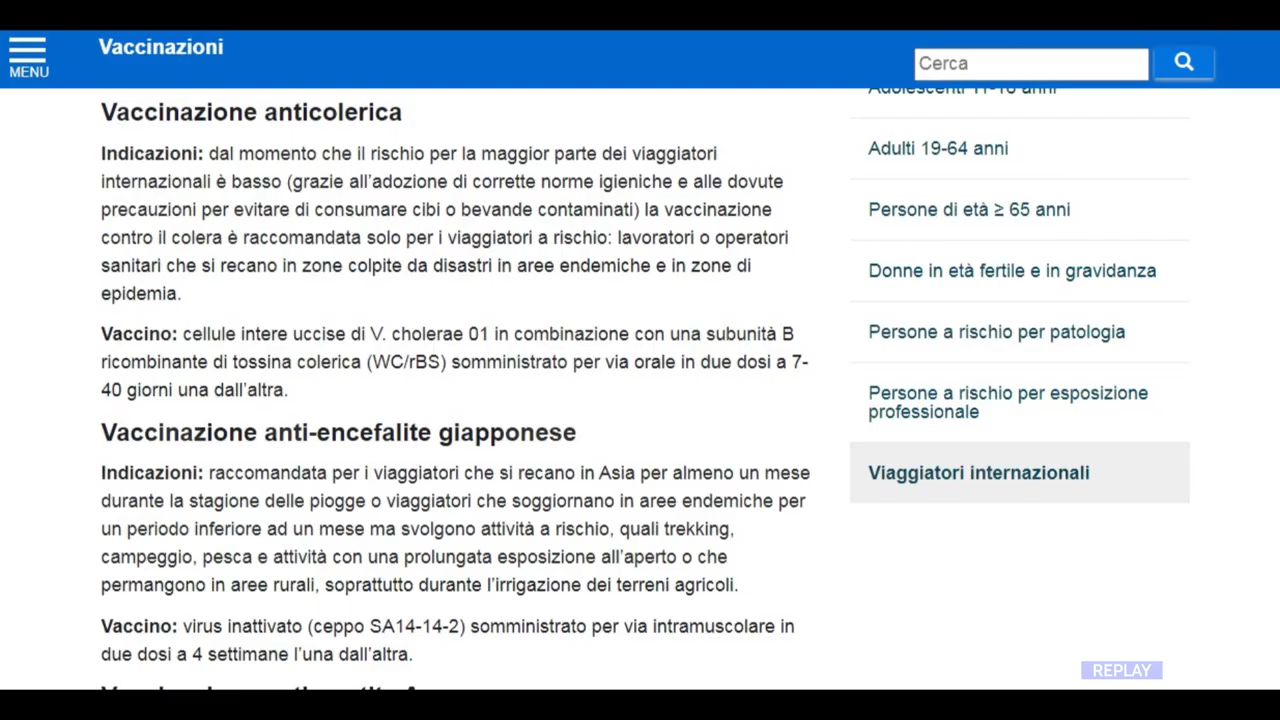 Vaccinazioni
MENU
Cerca
Vaccinazione anticolerica
Indicazioni: dal momento che il rischio per la maggior parte dei viaggiatori
internazionali è basso (grazie all’adozione di corrette norme igieniche e alle dovute
precauzioni per evitare di consumare cibi o bevande contaminati) la vaccinazione
contro il colera è raccomandata solo per i viaggiatori a rischio: lavoratori o operatori
sanitari che si recano in zone colpite da disastri in aree endemiche e in zone di
epidemia.
Vaccino: cellule intere uccise di V. cholerae 01 in combinazione con una subunità B
ricombinante di tossina colerica (WC/rBS) somministrato per via orale in due dosi a 7-
40 giorni una dall’altra.
Vaccinazione anti-encefalite giapponese
Indicazioni: raccomandata per i viaggiatori che si recano in Asia per almeno un mese
durante la stagione delle piogge o viaggiatori che soggiornano in aree endemiche per
un periodo inferiore ad un mese ma svolgono attività a rischio, quali trekking,
campeggio, pesca e attività con una prolungata esposizione all’aperto o che
permangono in aree rurali, soprattutto durante l’irrigazione dei terreni agricoli.
Vaccino: virus inattivato (ceppo SA14-14-2) somministrato per via intramuscolare in
due dosi a 4 settimane l’una dall’altra.
Adolescenti 11-18 anni
Adulti 19-64 anni
Persone di età ≥ 65 anni
Donne in età fertile e in gravidanza
Persone a rischio per patologia
Persone a rischio per esposizione
professionale
Viaggiatori internazionali
REPLAY